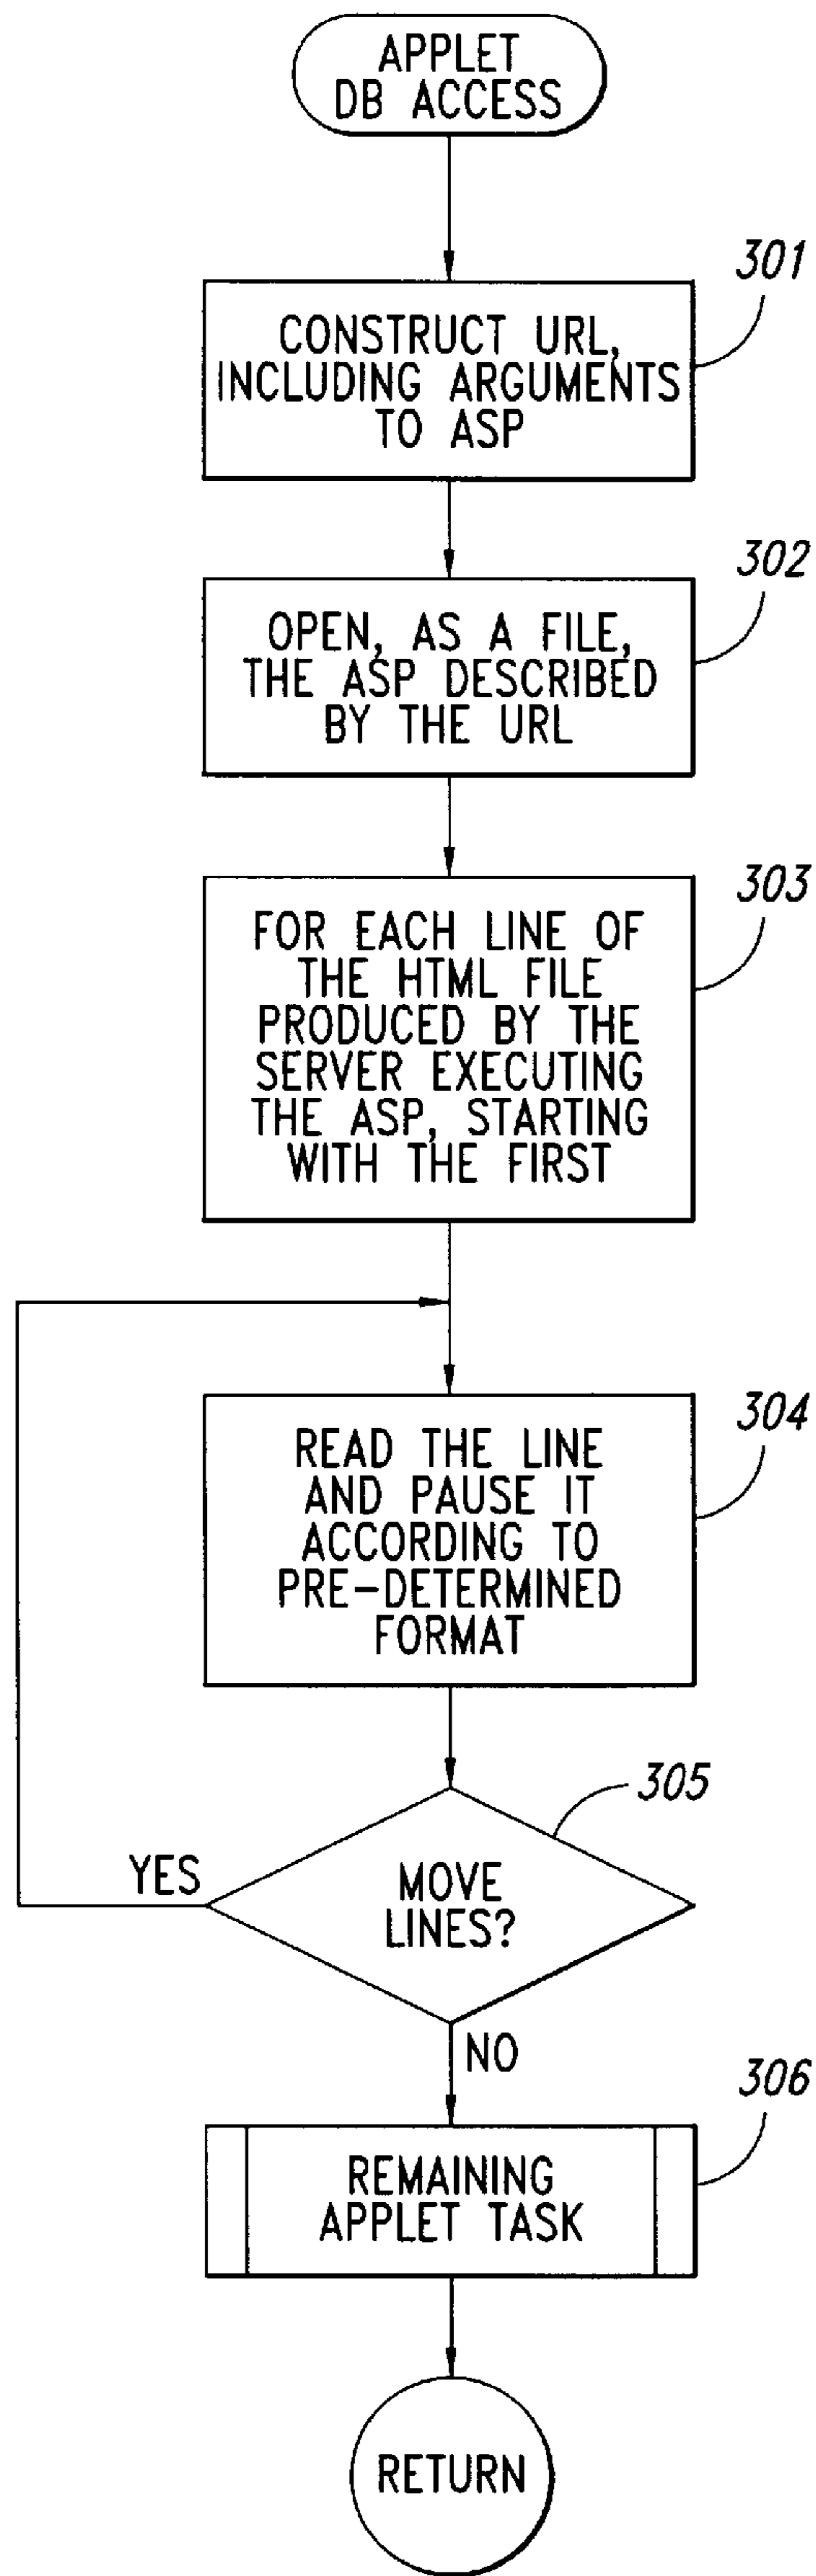 APPLET
DB ACCESS
301
CONSTRUCT URL,
INCLUDING ARGUMENTS
TO ASP
302
OPEN, AS A FILE,
THE ASP DESCRIBED
BY THE URL
303
FOR EACH LINE OF
THE HTML FILE
PRODUCED BY THE
SERVER EXECUTING
THE ASP, STARTING
WITH THE FIRST
304
READ THE LINE
AND PAUSE IT
ACCORDING TO
PRE-DETERMINED
FORMAT
305
YES
MOVE
LINES?
NO
306
REMAINING
APPLET TASK
RETURN